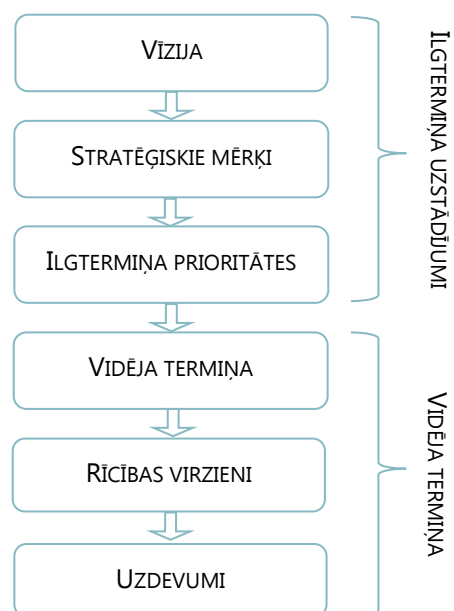 VĪZIJA
STRATĒĢISKIE MĒRĶI
ILGTERMIŅA PRIORITĀTES
ILGTERMIŅA UZSTĀDĪJUMI
VIDĒJA TERMIŅA
RĪCĪBAS VIRZIENI
UZDEVUMI
VIDĒJA TERMIŅA